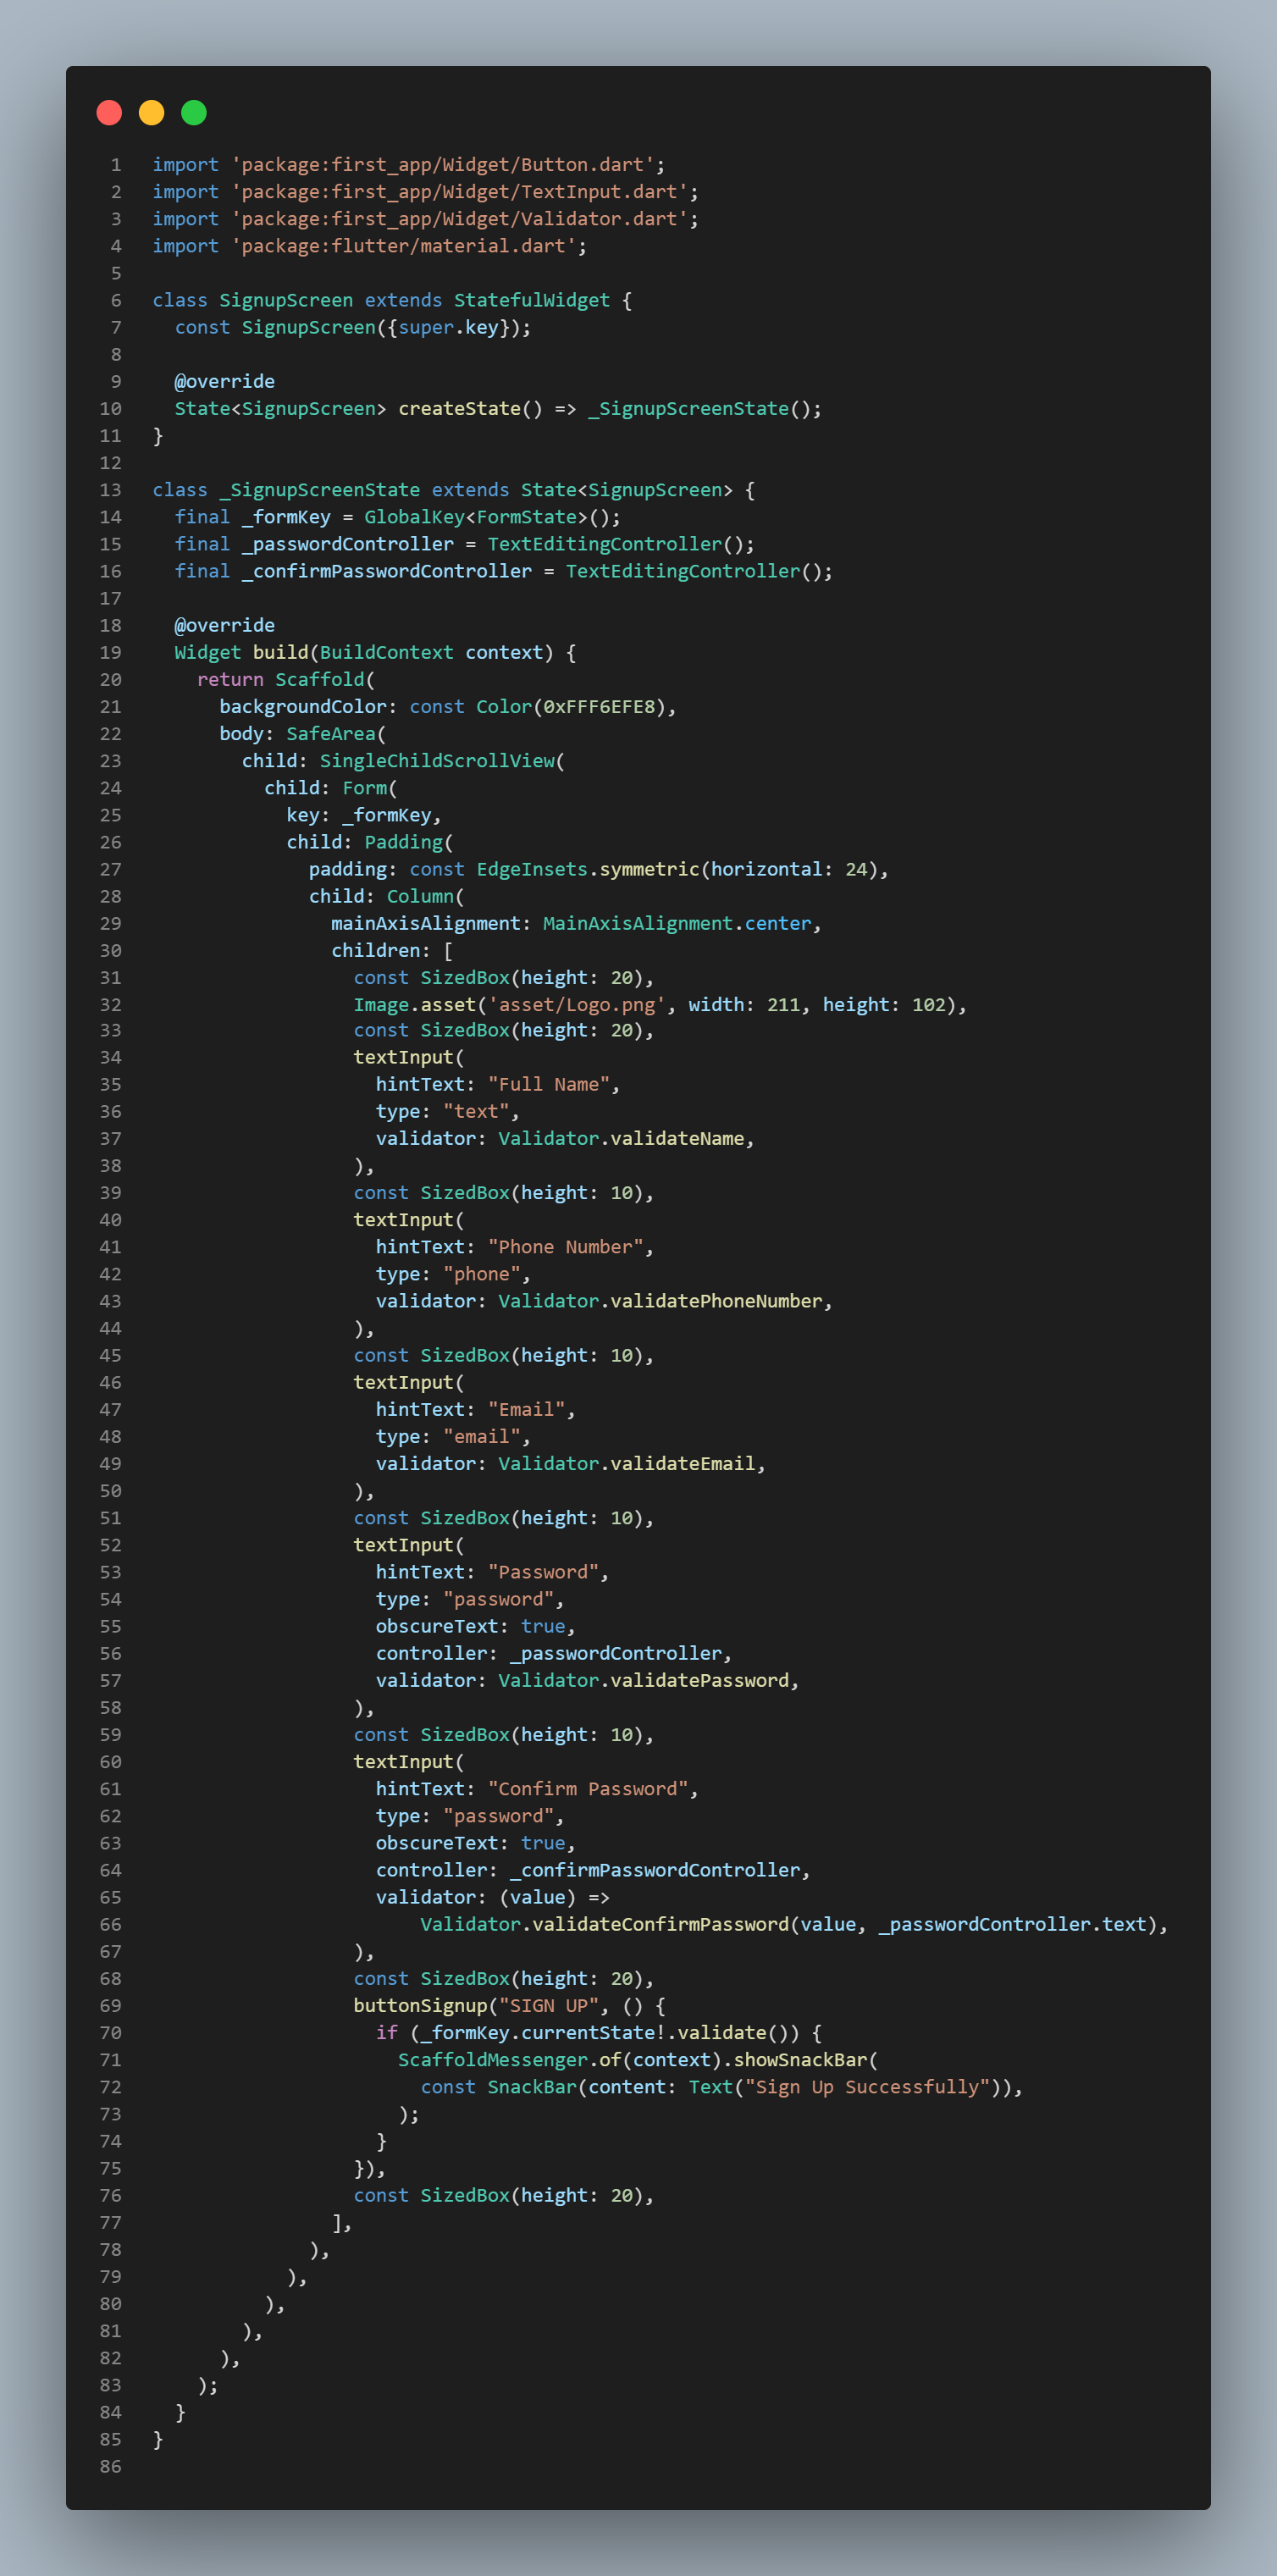 1 import 'package:first_app/Widget/Button.dart';
2 import 'package:first_app/Widget/TextInput.dart';
3 import 'package:first_app/Widget/Validator.dart';
4 import 'package:flutter/material.dart';
5
6 class SignupScreen extends StatefulWidget {
7   const SignupScreen({super.key});
8
9   @override
10   State<SignupScreen> createState() => _SignupScreenState();
11 }
12
13 class _SignupScreenState extends State<SignupScreen> {
14   final _formKey = GlobalKey<FormState>();
15   final _passwordController = TextEditingController();
16   final _confirmPasswordController = TextEditingController();
17
18   @override
19   Widget build(BuildContext context) {
20     return Scaffold(
21       backgroundColor: const Color(0xFFF6EFE8),
22       body: SafeArea(
23         child: SingleChildScrollView(
24           child: Form(
25             key: _formKey,
26             child: Padding(
27               padding: const EdgeInsets.symmetric(horizontal: 24),
28               child: Column(
29                 mainAxisAlignment: MainAxisAlignment.center,
30                 children: [
31                   const SizedBox(height: 20),
32                   Image.asset('asset/Logo.png', width: 211, height: 102),
33                   const SizedBox(height: 20),
34                   textInput(
35                     hintText: "Full Name",
36                     type: "text",
37                     validator: Validator.validateName,
38                   ),
39                   const SizedBox(height: 10),
40                   textInput(
41                     hintText: "Phone Number",
42                     type: "phone",
43                     validator: Validator.validatePhoneNumber,
44                   ),
45                   const SizedBox(height: 10),
46                   textInput(
47                     hintText: "Email",
48                     type: "email",
49                     validator: Validator.validateEmail,
50                   ),
51                   const SizedBox(height: 10),
52                   textInput(
53                     hintText: "Password",
54                     type: "password",
55                     obscureText: true,
56                     controller: _passwordController,
57                     validator: Validator.validatePassword,
58                   ),
59                   const SizedBox(height: 10),
60                   textInput(
61                     hintText: "Confirm Password",
62                     type: "password",
63                     obscureText: true,
64                     controller: _confirmPasswordController,
65                     validator: (value) =>
66                         Validator.validateConfirmPassword(value, _passwordController.text),
67                   ),
68                   const SizedBox(height: 20),
69                   buttonSignup("SIGN UP", () {
70                     if (_formKey.currentState!.validate()) {
71                       ScaffoldMessenger.of(context).showSnackBar(
72                         const SnackBar(content: Text("Sign Up Successfully")),
73                       );
74                     }
75                   }),
76                   const SizedBox(height: 20),
77                 ],
78               ),
79             ),
80           ),
81         ),
82       ),
83     );
84   }
85 }
86